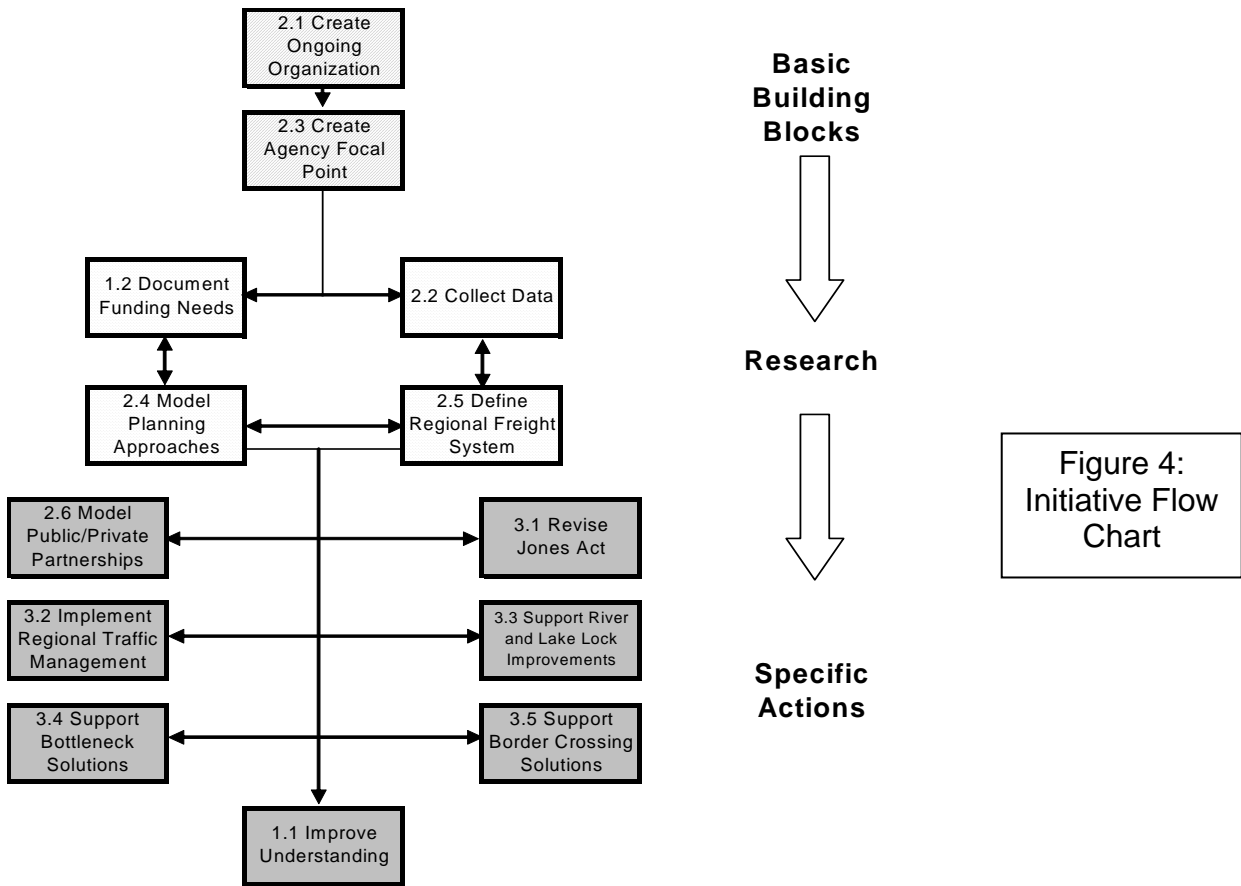 2.1 Create
Ongoing
Organization
2.3 Create
Agency Focal
Point
1.2 Document
Funding Needs
2.2 Collect Data
2.4 Model
Planning
Approaches
2.5 Define
Regional Freight
System
2.6 Model
Public/Private
Partnerships
3.1 Revise
Jones Act
3.2 Implement
Regional Traffic
Management
3.3 Support River
and Lake Lock
Improvements
3.4 Support
Bottleneck
Solutions
3.5 Support
Border Crossing
Solutions
1.1 Improve
Understanding
Basic
Building
Blocks
Research
Specific
Actions
Figure 4:
Initiative Flow
Chart